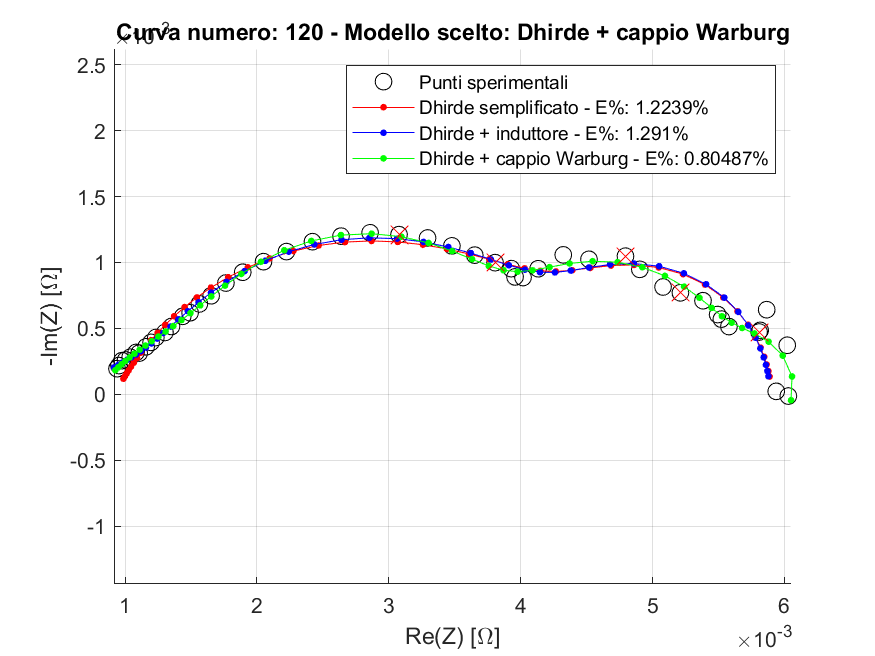 Curva numero: 120 - Modello scelto: Dhirde + cappio Warburg
×10-3
2.5
2
1.5
1
0.5
0
-0.5
-1
-Im(Z) [Ω]
Punti sperimentali
Dhirde semplificato - E%: 1.2239%
Dhirde + induttore - E%: 1.291%
Dhirde + cappio Warburg - E%: 0.80487%
1 2 3 4 5 6
Re(Z) [Ω]
×10-3